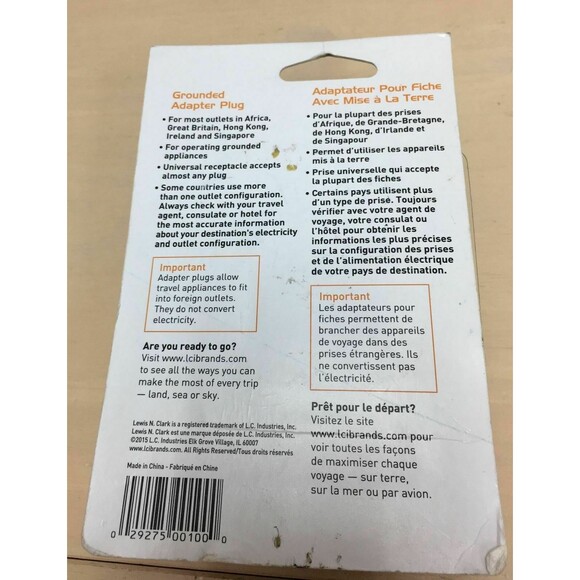 Grounded
Adapter Plug
• For most outlets in Africa,
Great Britain, Hong Kong,
Ireland and Singapore
• For operating grounded
appliances
• Universal receptacle accepts
almost any plug
• Some countries use more
than one outlet configuration.
Always check with your travel
agent, consulate or hotel for
the most accurate information
about your destination's electricity
and outlet configuration.
Important
Adapter plugs allow
travel appliances to fit
into foreign outlets.
They do not convert
electricity.
Are you ready to go?
Visit www.lcibrands.com
to see all the ways you can
make the most of every trip
— land, sea or sky.
Lewis N. Clark is a registered trademark of L.C. Industries, Inc.
Lewis N. Clark est une marque déposée de L.C. Industries, Inc.
©2015 L.C. Industries Elk Grove Village, IL 60007
www.lcibrands.com. All Rights Reserved/Tous droits réservés
Made in China - Fabriqué en Chine
0 29275 00100 0
Adaptateur Pour Fiche
Avec Mise à La Terre
• Pour la plupart des prises
d'Afrique, de Grande-Bretagne,
de Hong Kong, d'Irlande et
de Singapour
• Permet d'utiliser les appareils
mis à la terre
• Prise universelle qui accepte
la plupart des fiches
• Certains pays utilisent plus
d'un type de prise. Toujours
vérifier avec votre agent de
voyage, votre consulat ou
l'hôtel pour obtenir les
informations les plus précises
sur la configuration des prises
et de l'alimentation électrique
de votre pays de destination.
Important
Les adaptateurs pour
fiches permettent de
brancher des appareils
de voyage dans des
prises étrangères. Ils
ne convertissent pas
l'électricité.
Prêt pour le départ?
Visitez le site
www.lcibrands.com pour
voir toutes les façons
de maximiser chaque
voyage — sur terre,
sur la mer ou par avion.